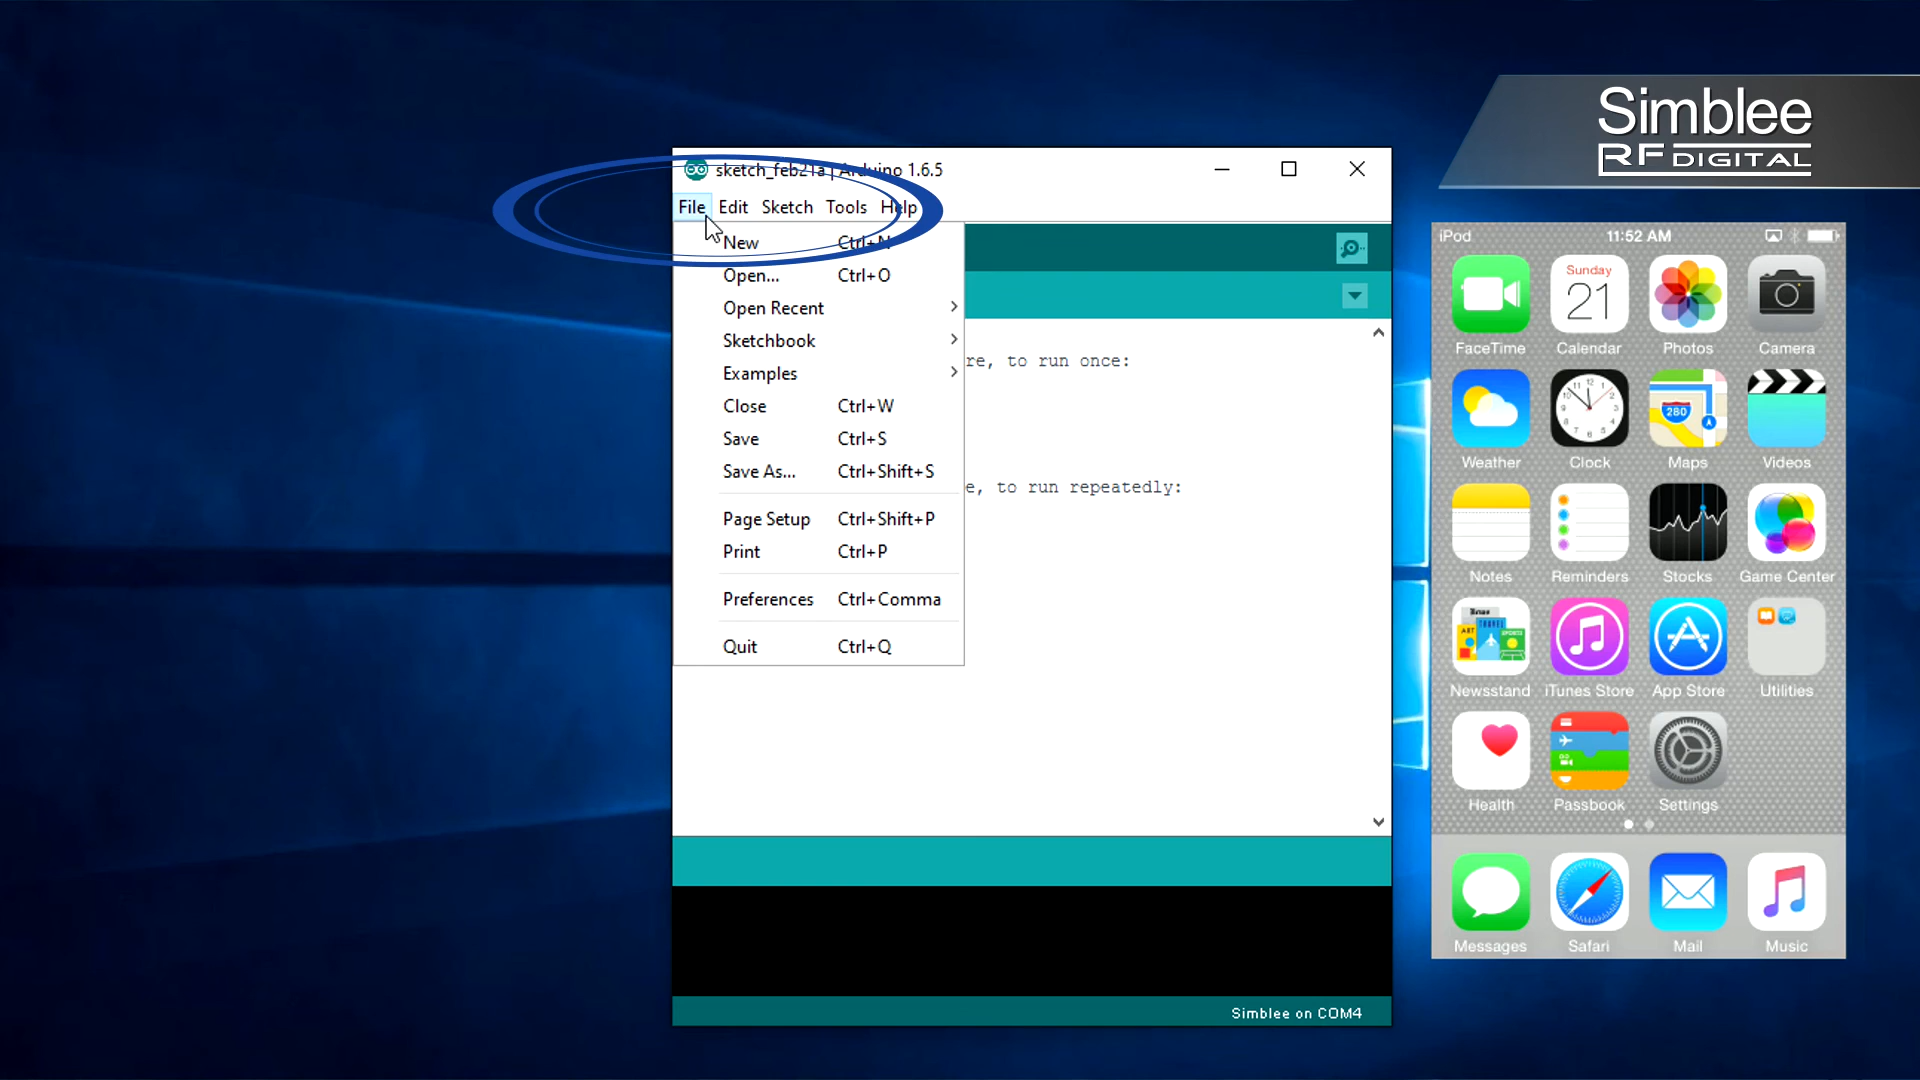 Simblee
RF DIGITAL
sketch_feb21a | Arduino 1.6.5
File Edit Sketch Tools Help
New Ctrl+N
Open... Ctrl+O
Open Recent
Sketchbook
Examples
Close Ctrl+W
Save Ctrl+S
Save As... Ctrl+Shift+S
Page Setup Ctrl+Shift+P
Print Ctrl+P
Preferences Ctrl+Comma
Quit Ctrl+Q
re, to run once:
e, to run repeatedly:
Simblee on COM4
iPod 11:52 AM
Sunday
21
FaceTime Calendar Photos Camera
280
Weather Clock Maps Videos
Notes Reminders Stocks Game Center
ART TRAVEL SPORTS
Newsstand iTunes Store App Store Utilities
Health Passbook Settings
Messages Safari Mail Music